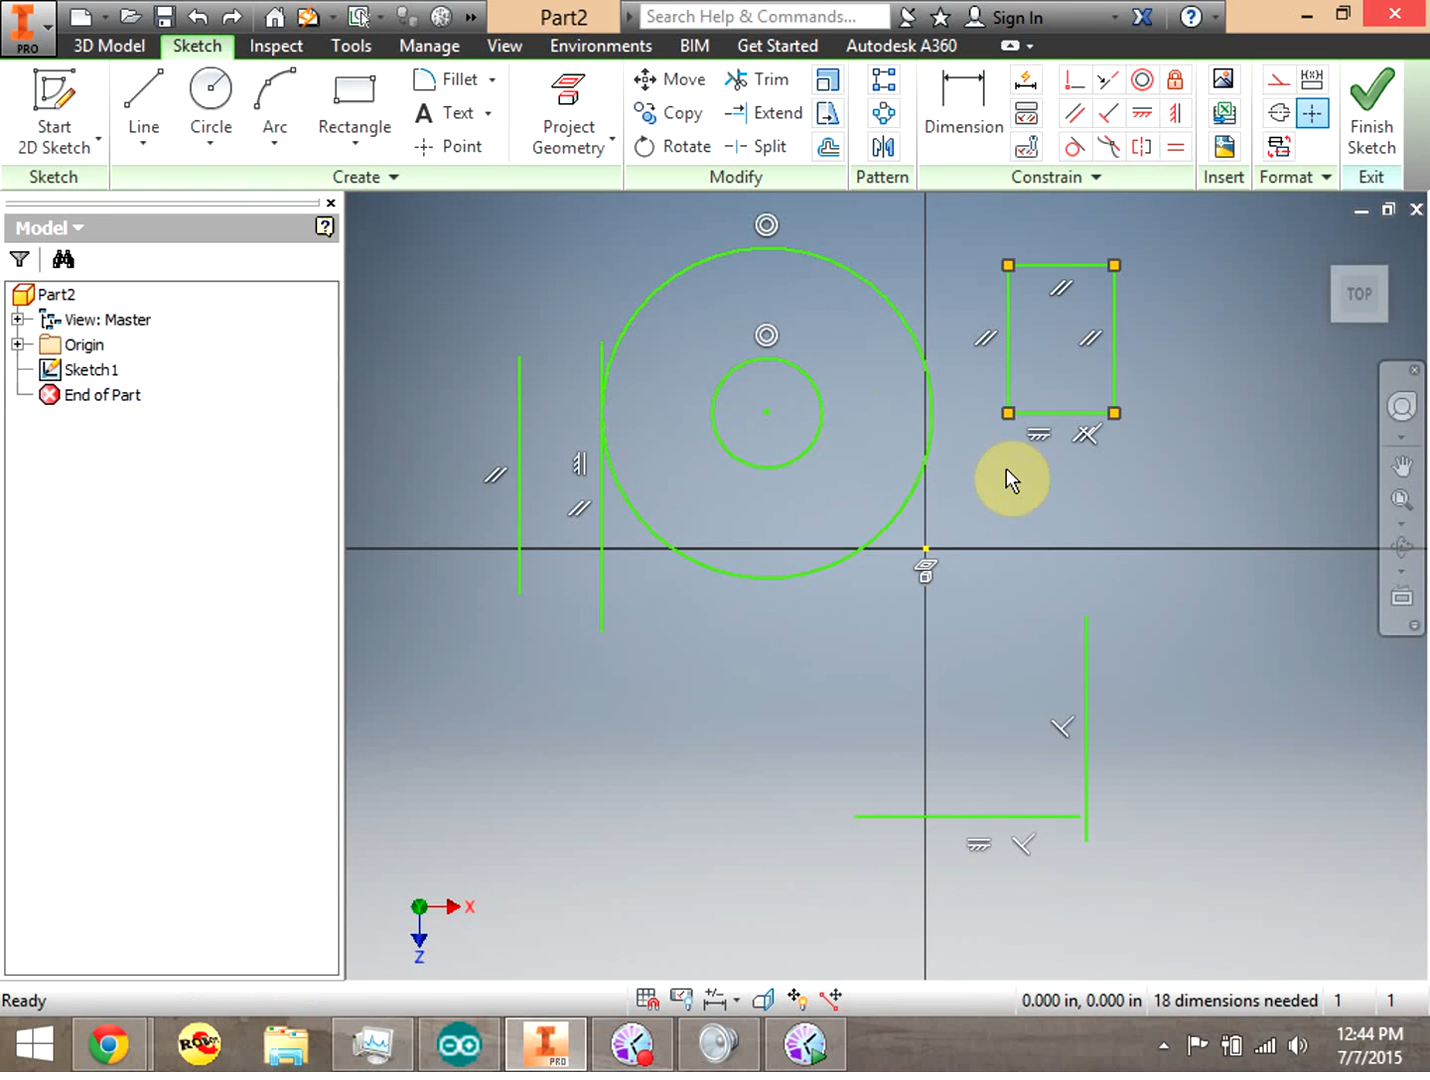 Part2
Search Help & Commands...
Sign In
PRO
3D Model
Sketch
Inspect
Tools
Manage
View
Environments
BIM
Get Started
Autodesk A360
Start
2D Sketch
Line
Circle
Arc
Rectangle
Fillet
Text
Point
Project
Geometry
Move
Copy
Rotate
Trim
Extend
Split
Dimension
Finish
Sketch
Sketch
Create
Modify
Pattern
Constrain
Insert
Format
Exit
Model
Part2
View: Master
Origin
Sketch1
End of Part
TOP
X
Z
Ready
0.000 in, 0.000 in
18 dimensions needed
1
1
PRO
12:44 PM
7/7/2015